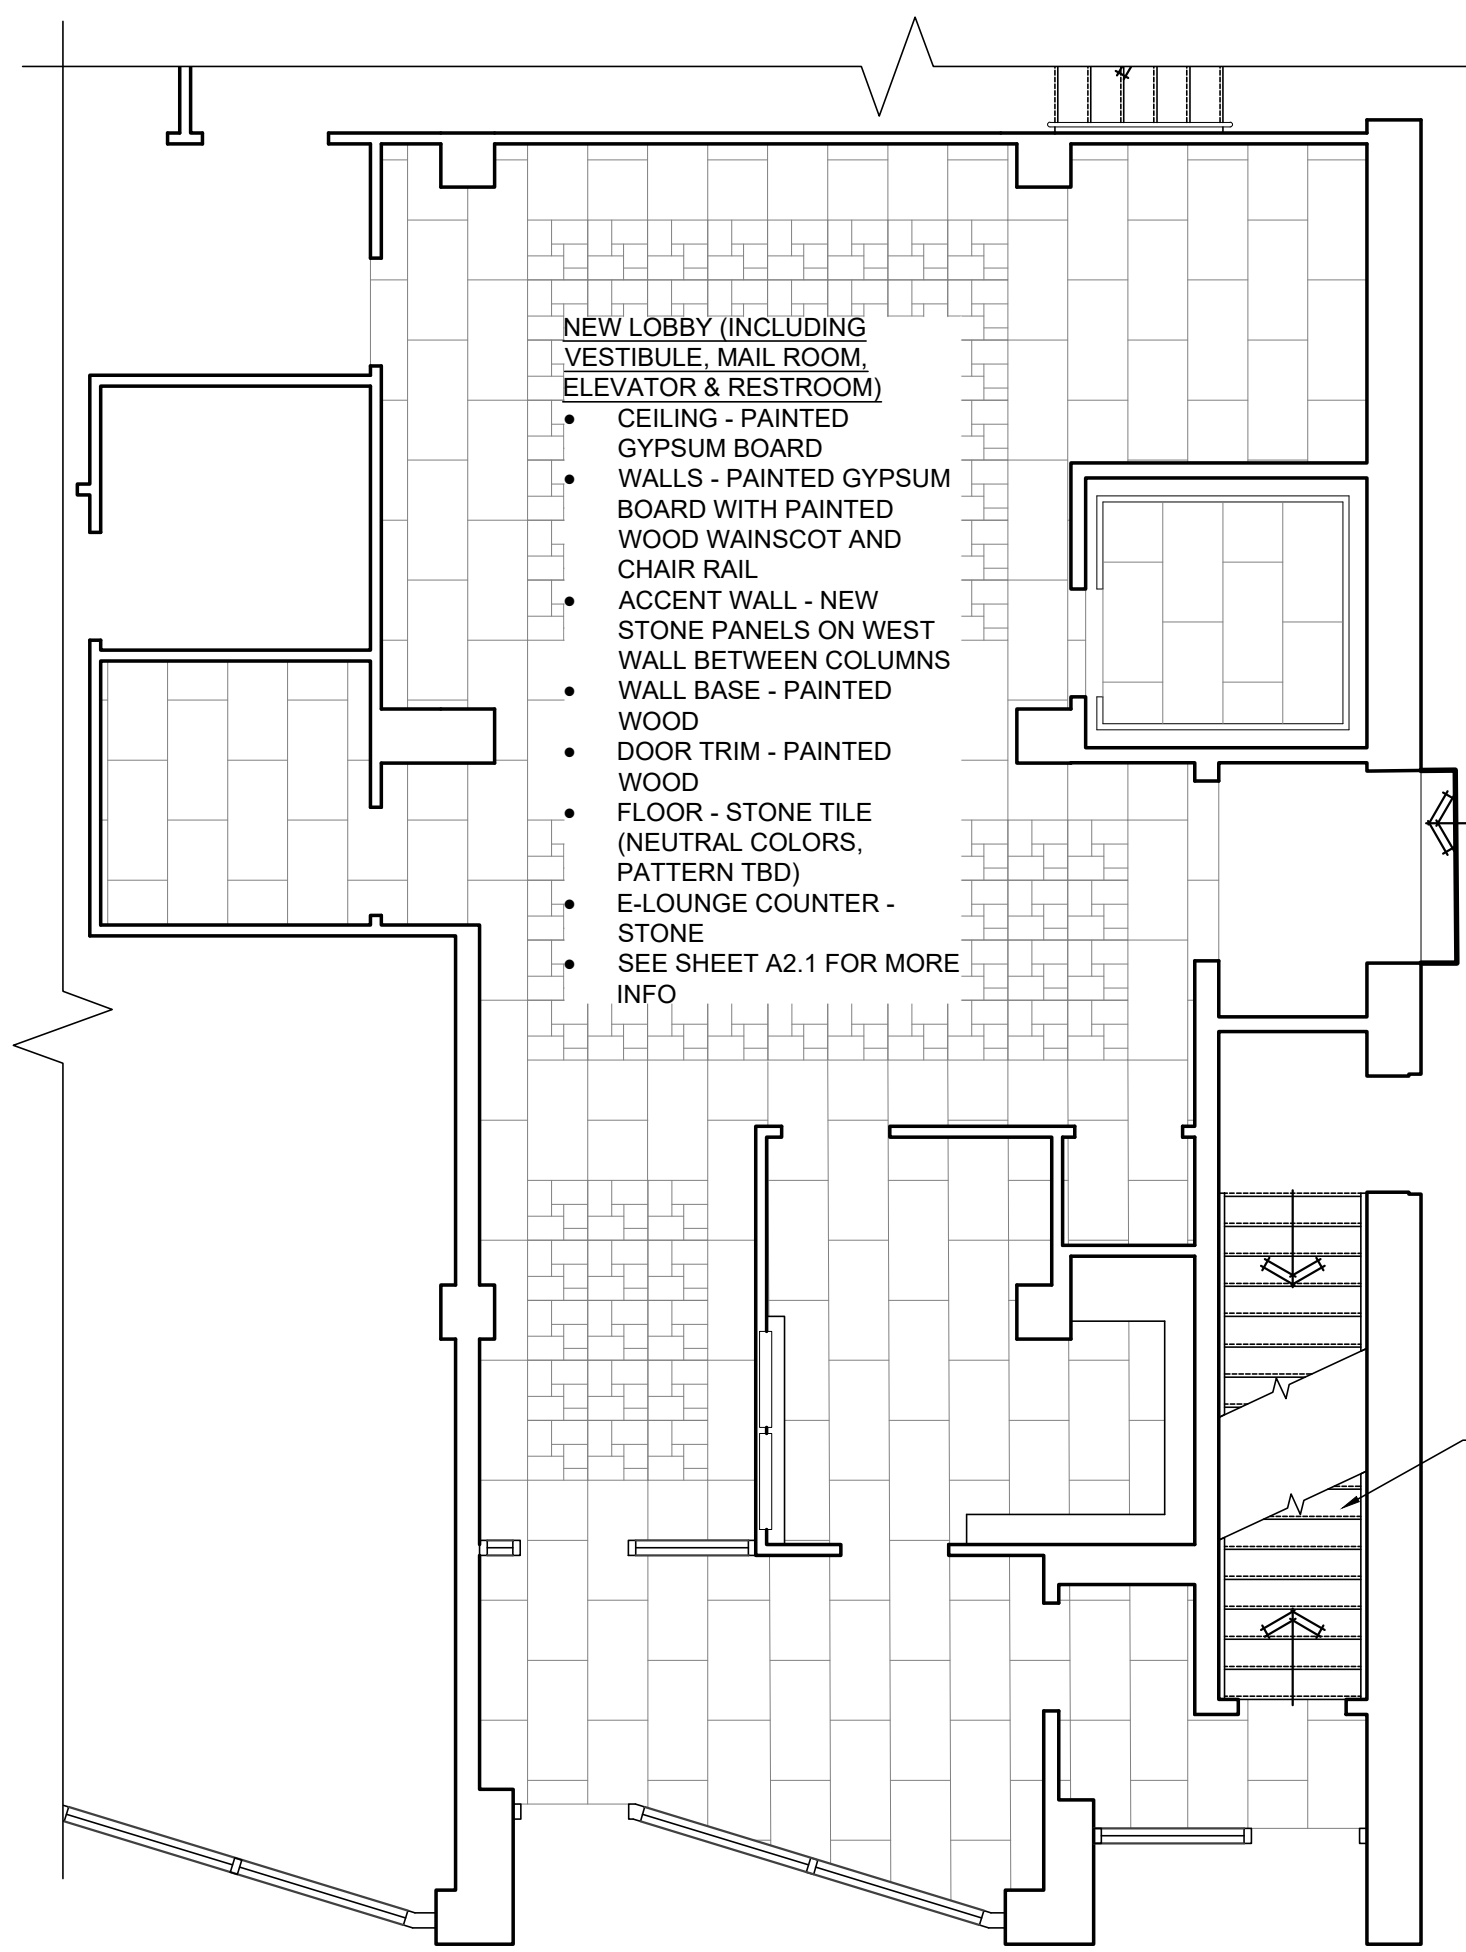 NEW LOBBY (INCLUDING
VESTIBULE, MAIL ROOM,
ELEVATOR & RESTROOM)
• CEILING - PAINTED
GYPSUM BOARD
• WALLS - PAINTED GYPSUM
BOARD WITH PAINTED
WOOD WAINSCOT AND
CHAIR RAIL
• ACCENT WALL - NEW
STONE PANELS ON WEST
WALL BETWEEN COLUMNS
• WALL BASE - PAINTED
WOOD
• DOOR TRIM - PAINTED
WOOD
• FLOOR - STONE TILE
(NEUTRAL COLORS,
PATTERN TBD)
• E-LOUNGE COUNTER -
STONE
• SEE SHEET A2.1 FOR MORE
INFO